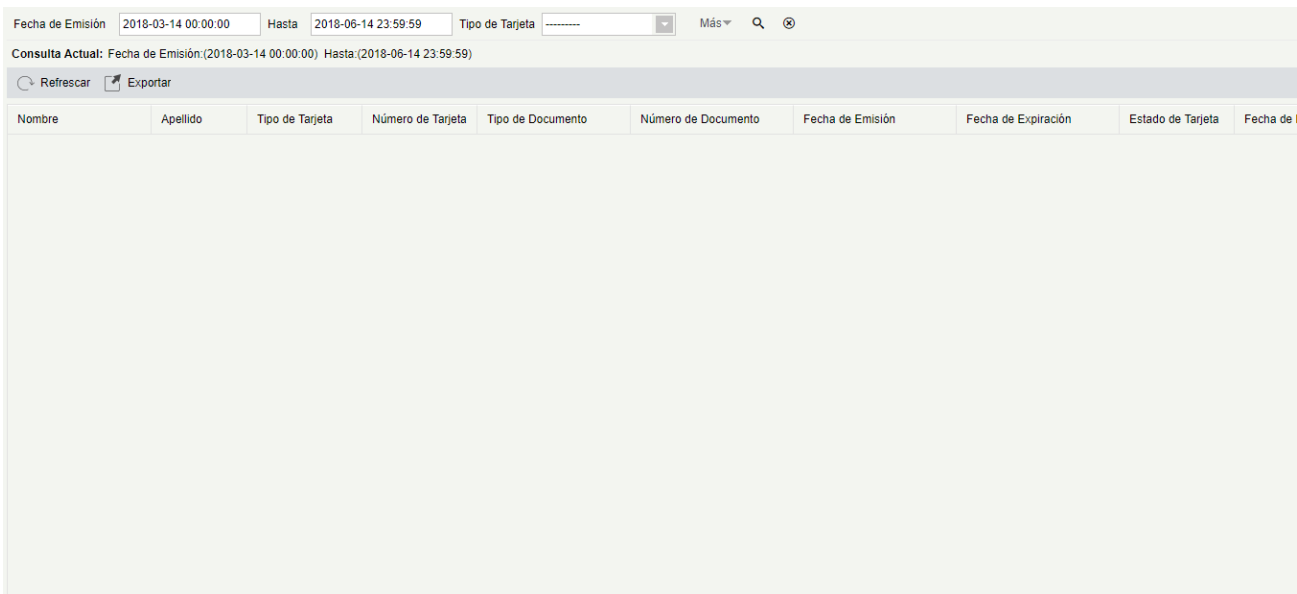 Fecha de Emisión 2018-03-14 00:00:00 Hasta 2018-06-14 23:59:59 Tipo de Tarjeta --------- Más
Consulta Actual: Fecha de Emisión:(2018-03-14 00:00:00) Hasta:(2018-06-14 23:59:59)
Refrescar Exportar
Nombre Apellido Tipo de Tarjeta Número de Tarjeta Tipo de Documento Número de Documento Fecha de Emisión Fecha de Expiración Estado de Tarjeta Fecha de